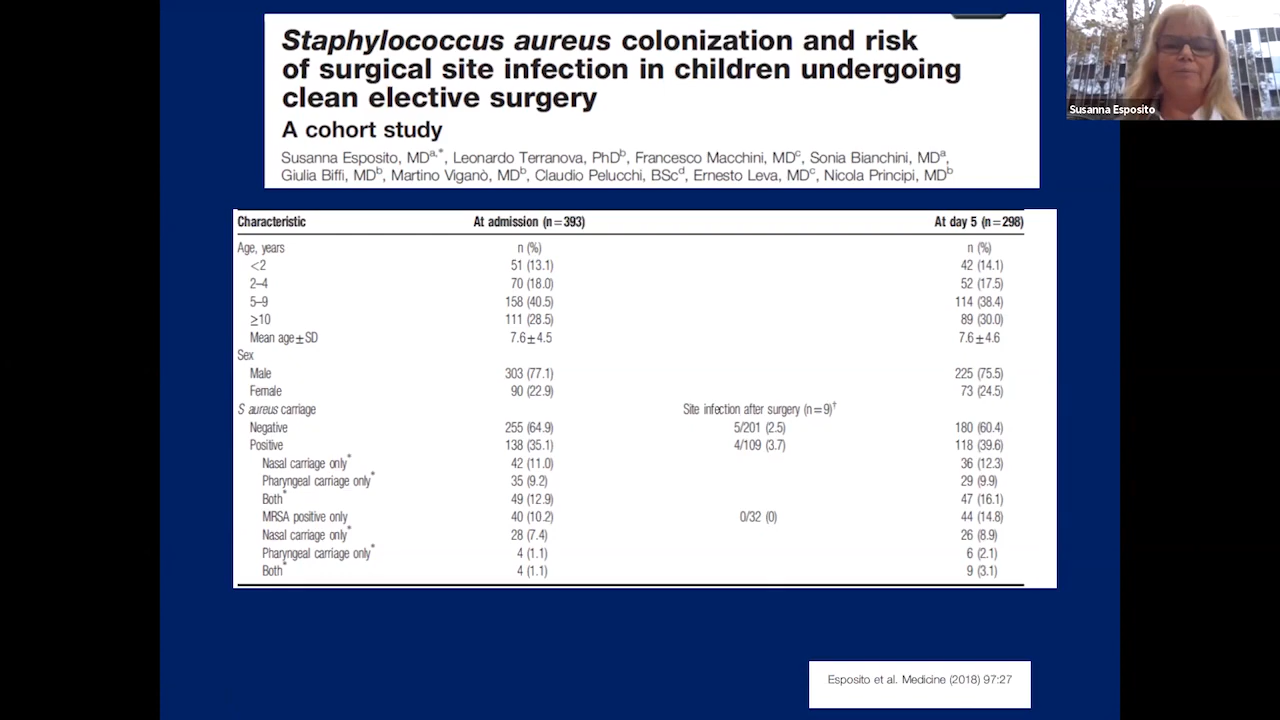 Staphylococcus aureus colonization and risk
of surgical site infection in children undergoing
clean elective surgery
A cohort study
Susanna Esposito, MDa,*, Leonardo Terranova, PhDb, Francesco Macchini, MDc, Sonia Bianchini, MDa,
Giulia Biffi, MDb, Martino Viganò, MDb, Claudio Pelucchi, BScd, Ernesto Leva, MDc, Nicola Principi, MDb
Susanna Esposito
Characteristic At admission (n=393) At day 5 (n=298)
Age, years n (%) n (%)
<2 51 (13.1) 42 (14.1)
2–4 70 (18.0) 52 (17.5)
5–9 158 (40.5) 114 (38.4)
≥10 111 (28.5) 89 (30.0)
Mean age±SD 7.6±4.5 7.6±4.6
Sex
Male 303 (77.1) 225 (75.5)
Female 90 (22.9) 73 (24.5)
S aureus carriage Site infection after surgery (n=9)†
Negative 255 (64.9) 5/201 (2.5) 180 (60.4)
Positive 138 (35.1) 4/109 (3.7) 118 (39.6)
Nasal carriage only* 42 (11.0) 36 (12.3)
Pharyngeal carriage only* 35 (9.2) 29 (9.9)
Both* 49 (12.9) 47 (16.1)
MRSA positive only 40 (10.2) 0/32 (0) 44 (14.8)
Nasal carriage only* 28 (7.4) 26 (8.9)
Pharyngeal carriage only* 4 (1.1) 6 (2.1)
Both* 4 (1.1) 9 (3.1)
Esposito et al. Medicine (2018) 97:27